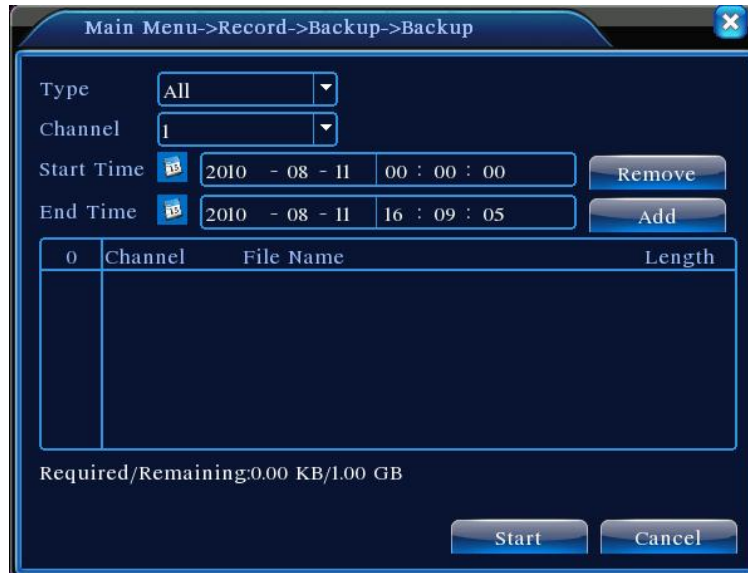 Main Menu->Record->Backup->Backup
Type All
Channel 1
Start Time 15 2010 - 08 - 11 00 : 00 : 00 Remove
End Time 15 2010 - 08 - 11 16 : 09 : 05 Add
0 Channel File Name Length
Required/Remaining:0.00 KB/1.00 GB
Start Cancel